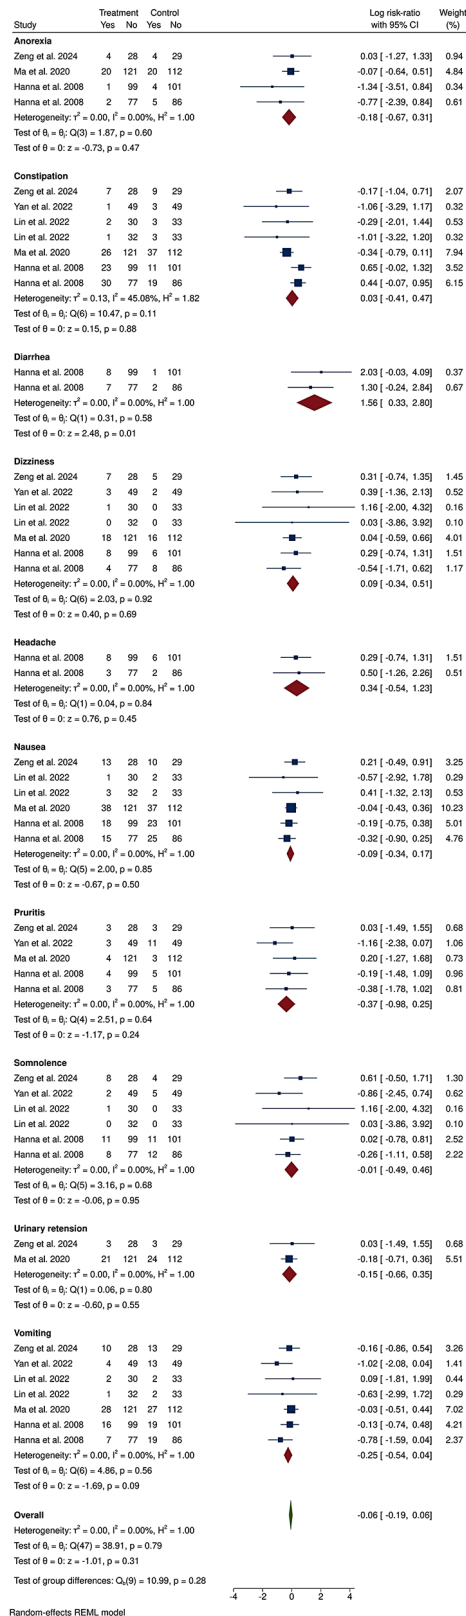 Treatment Control Log risk-ratio Weight
Study Yes No Yes No with 95% CI (%)
Anorexia
Zeng et al. 2024 4 28 4 29 0.03 [ -1.27, 1.33] 0.94
Ma et al. 2020 20 121 20 112 -0.07 [ -0.64, 0.51] 4.84
Hanna et al. 2008 1 99 4 101 -1.34 [ -3.51, 0.84] 0.34
Hanna et al. 2008 2 77 5 86 -0.77 [ -2.39, 0.84] 0.61
Heterogeneity: τ² = 0.00, I² = 0.00%, H² = 1.00 -0.18 [ -0.67, 0.31]
Test of θᵢ = θⱼ: Q(3) = 1.87, p = 0.60
Test of θ = 0: z = -0.73, p = 0.47
Constipation
Zeng et al. 2024 7 28 9 29 -0.17 [ -1.04, 0.71] 2.07
Yan et al. 2022 1 49 3 49 -1.06 [ -3.29, 1.17] 0.32
Lin et al. 2022 2 30 3 33 -0.29 [ -2.01, 1.44] 0.53
Lin et al. 2022 1 32 3 33 -1.01 [ -3.22, 1.20] 0.32
Ma et al. 2020 26 121 37 112 -0.34 [ -0.79, 0.11] 7.94
Hanna et al. 2008 23 99 11 101 0.65 [ -0.02, 1.32] 3.52
Hanna et al. 2008 30 77 19 86 0.44 [ -0.07, 0.95] 6.15
Heterogeneity: τ² = 0.13, I² = 45.08%, H² = 1.82 0.03 [ -0.41, 0.47]
Test of θᵢ = θⱼ: Q(6) = 10.47, p = 0.11
Test of θ = 0: z = 0.15, p = 0.88
Diarrhea
Hanna et al. 2008 8 99 1 101 2.03 [ -0.03, 4.09] 0.37
Hanna et al. 2008 7 77 2 86 1.30 [ -0.24, 2.84] 0.67
Heterogeneity: τ² = 0.00, I² = 0.00%, H² = 1.00 1.56 [ 0.33, 2.80]
Test of θᵢ = θⱼ: Q(1) = 0.31, p = 0.58
Test of θ = 0: z = 2.48, p = 0.01
Dizziness
Zeng et al. 2024 7 28 5 29 0.31 [ -0.74, 1.35] 1.45
Yan et al. 2022 3 49 2 49 0.39 [ -1.36, 2.13] 0.52
Lin et al. 2022 1 30 0 33 1.16 [ -2.00, 4.32] 0.16
Lin et al. 2022 0 32 0 33 0.03 [ -3.86, 3.92] 0.10
Ma et al. 2020 18 121 16 112 0.04 [ -0.59, 0.66] 4.01
Hanna et al. 2008 8 99 6 101 0.29 [ -0.74, 1.31] 1.51
Hanna et al. 2008 4 77 8 86 -0.54 [ -1.71, 0.62] 1.17
Heterogeneity: τ² = 0.00, I² = 0.00%, H² = 1.00 0.09 [ -0.34, 0.51]
Test of θᵢ = θⱼ: Q(6) = 2.03, p = 0.92
Test of θ = 0: z = 0.40, p = 0.69
Headache
Hanna et al. 2008 8 99 6 101 0.29 [ -0.74, 1.31] 1.51
Hanna et al. 2008 3 77 2 86 0.50 [ -1.26, 2.26] 0.51
Heterogeneity: τ² = 0.00, I² = 0.00%, H² = 1.00 0.34 [ -0.54, 1.23]
Test of θᵢ = θⱼ: Q(1) = 0.04, p = 0.84
Test of θ = 0: z = 0.76, p = 0.45
Nausea
Zeng et al. 2024 13 28 10 29 0.21 [ -0.49, 0.91] 3.25
Lin et al. 2022 1 30 2 33 -0.57 [ -2.92, 1.78] 0.29
Lin et al. 2022 3 32 2 33 0.41 [ -1.32, 2.13] 0.53
Ma et al. 2020 38 121 37 112 -0.04 [ -0.43, 0.36] 10.23
Hanna et al. 2008 18 99 23 101 -0.19 [ -0.75, 0.38] 5.01
Hanna et al. 2008 15 77 25 86 -0.32 [ -0.90, 0.25] 4.76
Heterogeneity: τ² = 0.00, I² = 0.00%, H² = 1.00 -0.09 [ -0.34, 0.17]
Test of θᵢ = θⱼ: Q(5) = 2.00, p = 0.85
Test of θ = 0: z = -0.67, p = 0.50
Pruritis
Zeng et al. 2024 3 28 3 29 0.03 [ -1.49, 1.55] 0.68
Yan et al. 2022 3 49 11 49 -1.16 [ -2.38, 0.07] 1.06
Ma et al. 2020 4 121 3 112 0.20 [ -1.27, 1.68] 0.73
Hanna et al. 2008 4 99 5 101 -0.19 [ -1.48, 1.09] 0.96
Hanna et al. 2008 3 77 5 86 -0.38 [ -1.78, 1.02] 0.81
Heterogeneity: τ² = 0.00, I² = 0.00%, H² = 1.00 -0.37 [ -0.98, 0.25]
Test of θᵢ = θⱼ: Q(4) = 2.51, p = 0.64
Test of θ = 0: z = -1.17, p = 0.24
Somnolence
Zeng et al. 2024 8 28 4 29 0.61 [ -0.50, 1.71] 1.30
Yan et al. 2022 2 49 5 49 -0.86 [ -2.45, 0.74] 0.62
Lin et al. 2022 1 30 0 33 1.16 [ -2.00, 4.32] 0.16
Lin et al. 2022 0 32 0 33 0.03 [ -3.86, 3.92] 0.10
Hanna et al. 2008 11 99 11 101 0.02 [ -0.78, 0.81] 2.52
Hanna et al. 2008 8 77 12 86 -0.26 [ -1.11, 0.58] 2.22
Heterogeneity: τ² = 0.00, I² = 0.00%, H² = 1.00 -0.01 [ -0.49, 0.46]
Test of θᵢ = θⱼ: Q(5) = 3.16, p = 0.68
Test of θ = 0: z = -0.06, p = 0.95
Urinary retention
Zeng et al. 2024 3 28 3 29 0.03 [ -1.49, 1.55] 0.68
Ma et al. 2020 21 121 24 112 -0.18 [ -0.71, 0.36] 5.51
Heterogeneity: τ² = 0.00, I² = 0.00%, H² = 1.00 -0.15 [ -0.66, 0.35]
Test of θᵢ = θⱼ: Q(1) = 0.06, p = 0.80
Test of θ = 0: z = -0.60, p = 0.55
Vomiting
Zeng et al. 2024 10 28 13 29 -0.16 [ -0.86, 0.54] 3.26
Yan et al. 2022 4 49 13 49 -1.02 [ -2.08, 0.04] 1.41
Lin et al. 2022 2 30 2 33 0.09 [ -1.81, 1.99] 0.44
Lin et al. 2022 1 32 2 33 -0.63 [ -2.99, 1.72] 0.29
Ma et al. 2020 28 121 27 112 -0.03 [ -0.51, 0.44] 7.02
Hanna et al. 2008 16 99 19 101 -0.13 [ -0.74, 0.48] 4.21
Hanna et al. 2008 7 77 19 86 -0.78 [ -1.59, 0.04] 2.37
Heterogeneity: τ² = 0.00, I² = 0.00%, H² = 1.00 -0.25 [ -0.54, 0.04]
Test of θᵢ = θⱼ: Q(6) = 4.86, p = 0.56
Test of θ = 0: z = -1.69, p = 0.09
Overall -0.06 [ -0.19, 0.06]
Heterogeneity: τ² = 0.00, I² = 0.00%, H² = 1.00
Test of θᵢ = θⱼ: Q(47) = 38.91, p = 0.79
Test of θ = 0: z = -1.01, p = 0.31
Test of group differences: Q_b(9) = 10.99, p = 0.28
-4 -2 0 2 4
Random-effects REML model